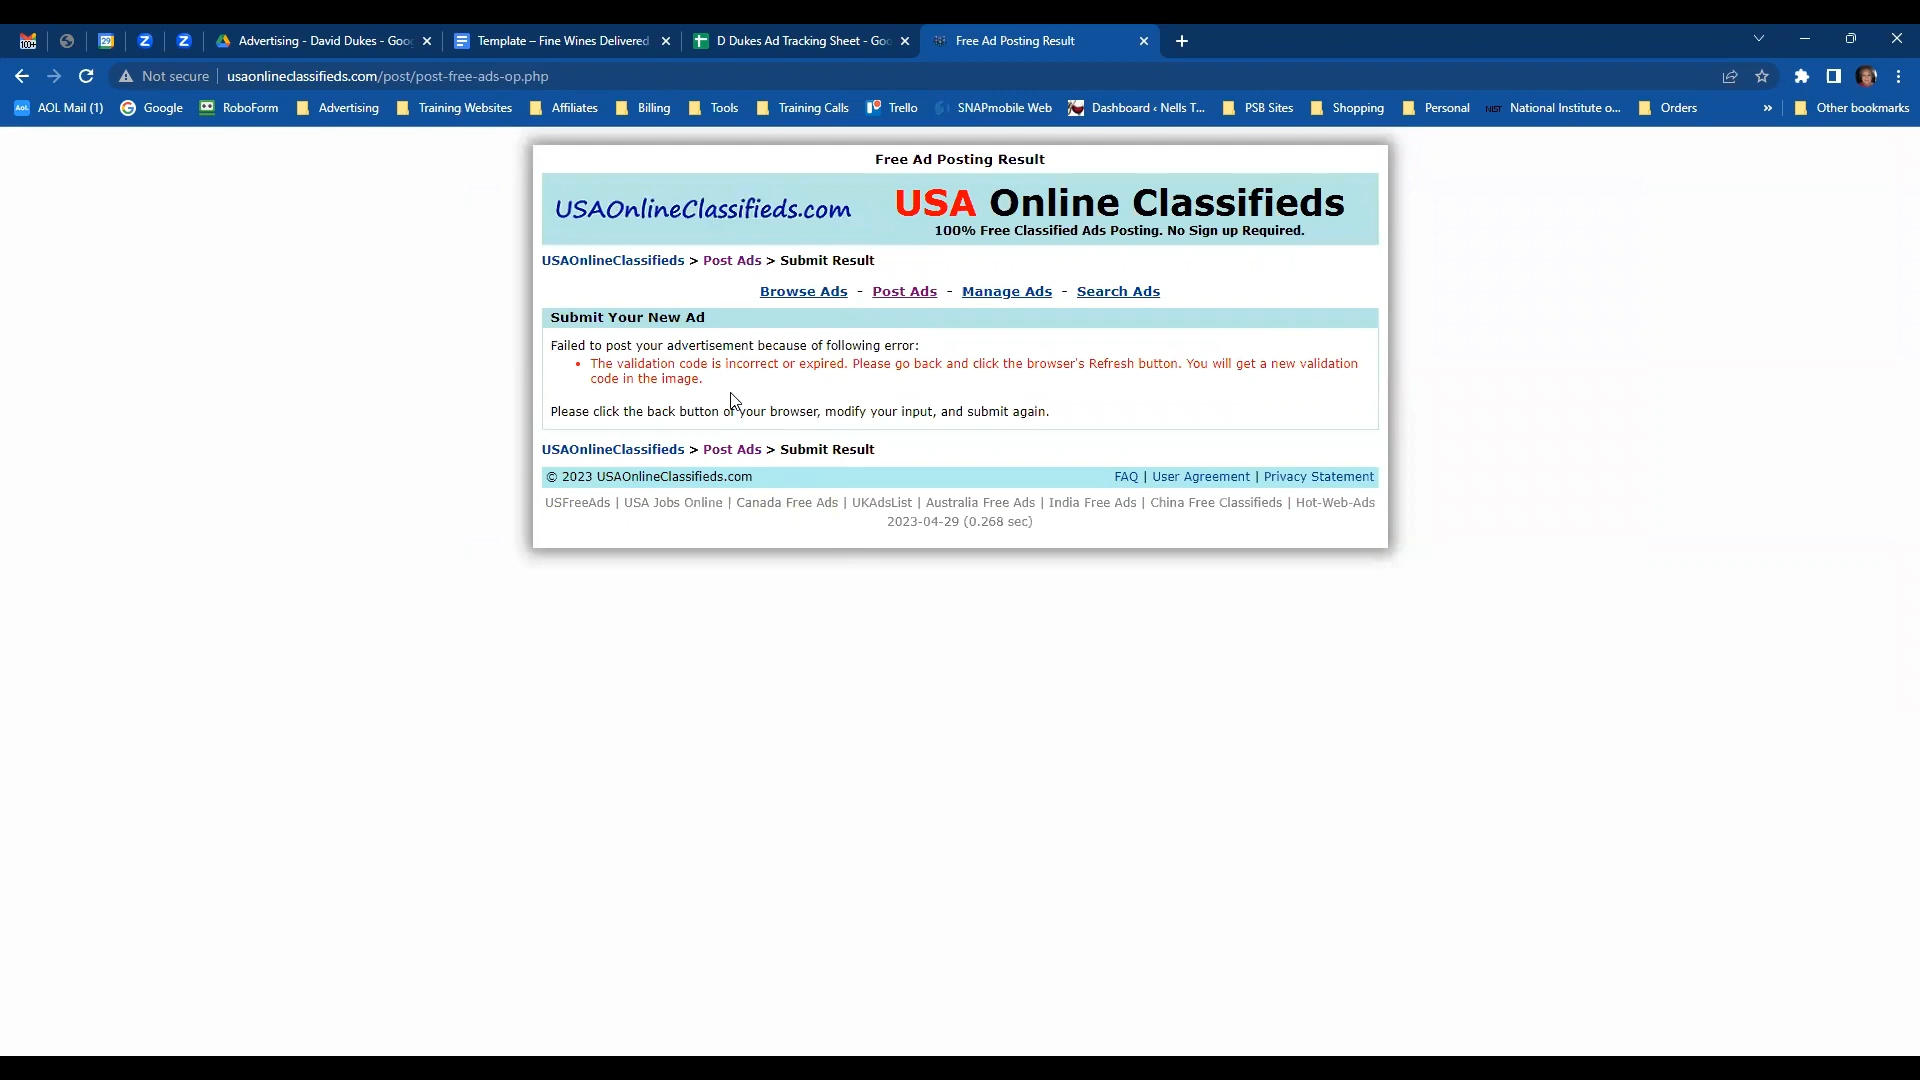 100+ 29 Z Z Advertising - David Dukes - Goo Template – Fine Wines Delivered D Dukes Ad Tracking Sheet - Goo Free Ad Posting Result
Not secure usaonlineclassifieds.com/post/post-free-ads-op.php
Aol. AOL Mail (1) Google RoboForm Advertising Training Websites Affiliates Billing Tools Training Calls Trello SNAPmobile Web Dashboard ‹ Nells T... PSB Sites Shopping Personal NIST National Institute o... Orders » Other bookmarks
Free Ad Posting Result
USAOnlineClassifieds.com USA Online Classifieds
100% Free Classified Ads Posting. No Sign up Required.
USAOnlineClassifieds > Post Ads > Submit Result
Browse Ads - Post Ads - Manage Ads - Search Ads
Submit Your New Ad
Failed to post your advertisement because of following error:
• The validation code is incorrect or expired. Please go back and click the browser's Refresh button. You will get a new validation
code in the image.
Please click the back button of your browser, modify your input, and submit again.
USAOnlineClassifieds > Post Ads > Submit Result
© 2023 USAOnlineClassifieds.com FAQ | User Agreement | Privacy Statement
USFreeAds | USA Jobs Online | Canada Free Ads | UKAdsList | Australia Free Ads | India Free Ads | China Free Classifieds | Hot-Web-Ads
2023-04-29 (0.268 sec)